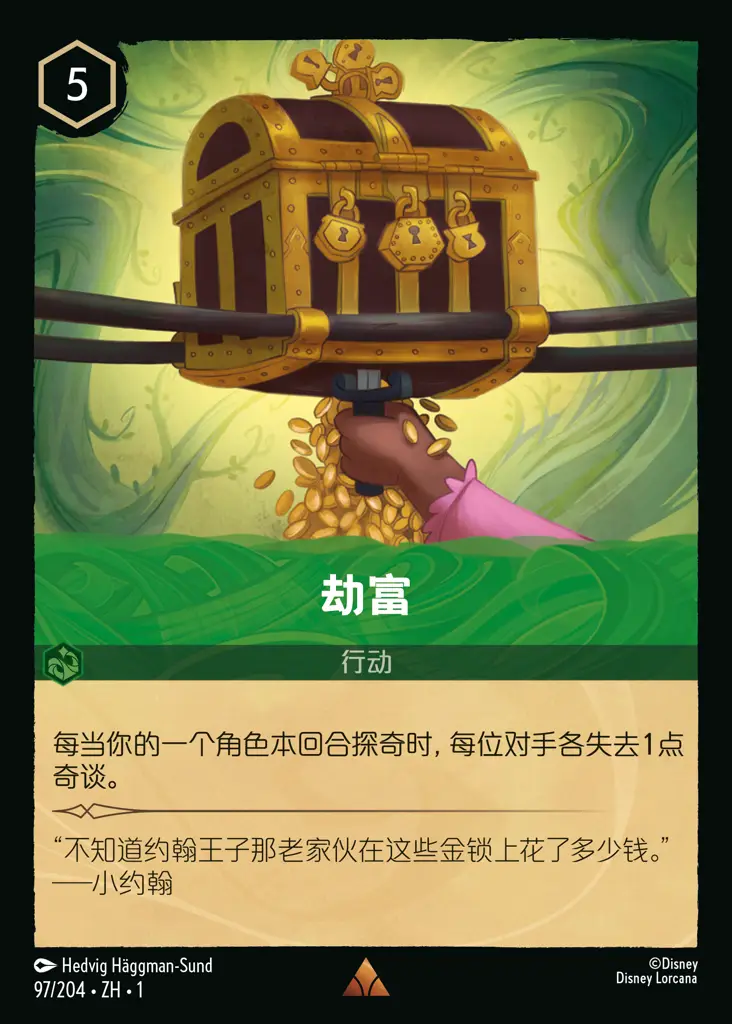 5
劫富
行动
每当你的一个角色本回合探奇时, 每位对手各失去1点
奇谈。
“不知道约翰王子那老家伙在这些金锁上花了多少钱。”
——小约翰
Hedvig Häggman-Sund
97/204 • ZH • 1
©Disney
Disney Lorcana